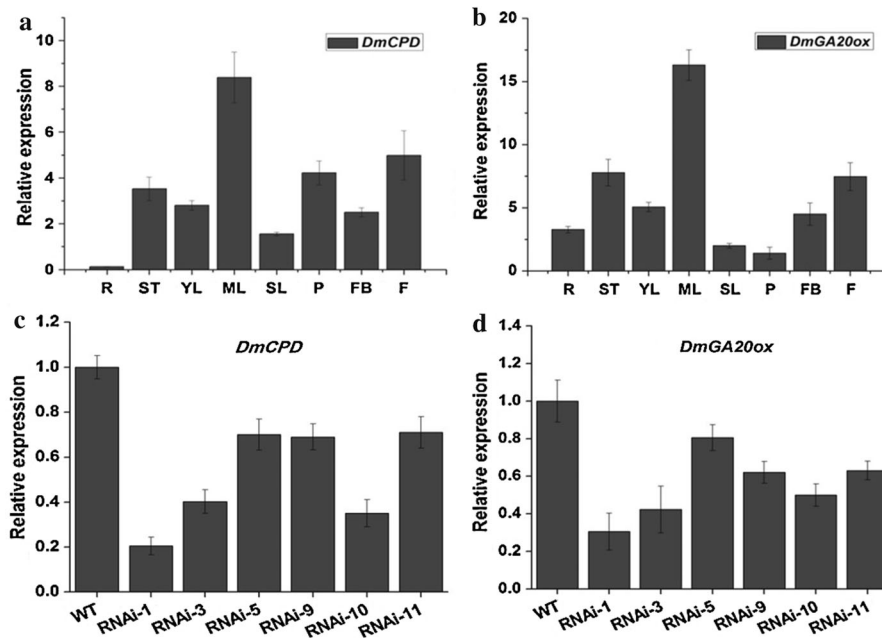 a
DmCPD
Relative expression
10
8
6
4
2
0
R ST YL ML SL P FB F
b
DmGA20ox
Relative expression
20
15
10
5
0
R ST YL ML SL P FB F
c
DmCPD
Relative expression
1.2
1.0
0.8
0.6
0.4
0.2
0.0
WT RNAi-1 RNAi-3 RNAi-5 RNAi-9 RNAi-10 RNAi-11
d
DmGA20ox
Relative expression
1.4
1.2
1.0
0.8
0.6
0.4
0.2
0.0
WT RNAi-1 RNAi-3 RNAi-5 RNAi-9 RNAi-10 RNAi-11